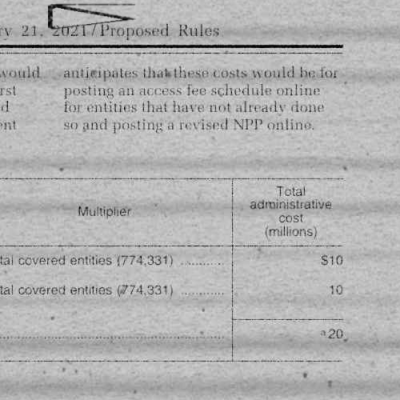 ry 21, 2021/Proposed Rules
would
rst
d
ent
anticipates that these costs would be for
posting an access fee schedule online
for entities that have not already done
so and posting a revised NPP online.
Multiplier
Total
administrative
cost
(millions)
tal covered entities (774,331) ........... $10
tal covered entities (774,331) ........... 10
a 20